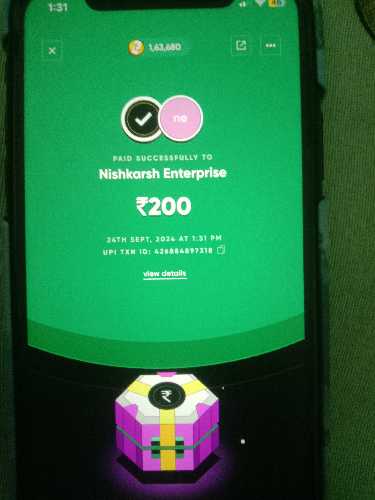 1:31
1,63,680
ne
PAID SUCCESSFULLY TO
Nishkarsh Enterprise
₹200
24TH SEPT, 2024 AT 1:31 PM
UPI TXN ID: 426884897318
view details
₹